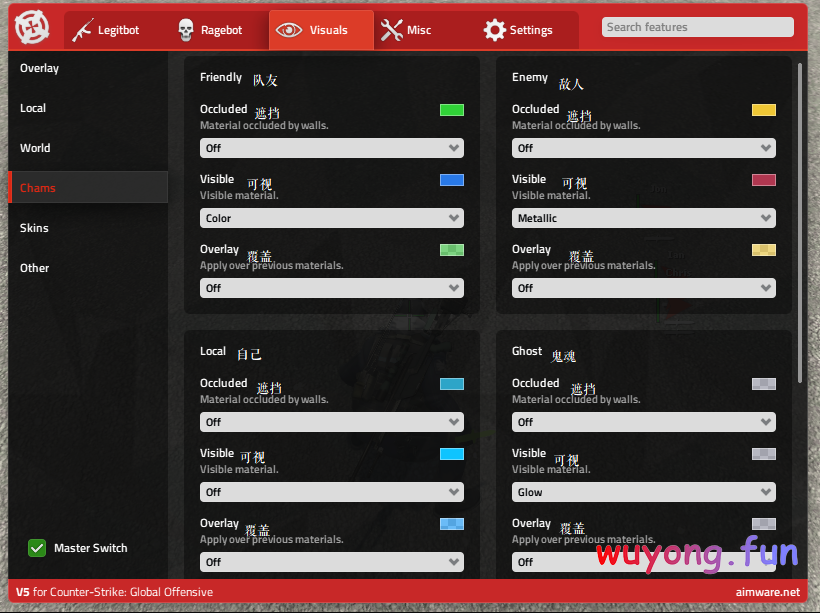 Legitbot Ragebot Visuals Misc Settings Search features
Overlay
Local
World
Chams
Skins
Other
Master Switch
Friendly 队友
Occluded 遮挡
Material occluded by walls.
Off
Visible 可视
Visible material.
Color
Overlay 覆盖
Apply over previous materials.
Off
Enemy 敌人
Occluded 遮挡
Material occluded by walls.
Off
Visible 可视
Visible material.
Metallic
Overlay 覆盖
Apply over previous materials.
Off
Local 自己
Occluded 遮挡
Material occluded by walls.
Off
Visible 可视
Visible material.
Off
Overlay 覆盖
Apply over previous materials.
Off
Ghost 鬼魂
Occluded 遮挡
Material occluded by walls.
Off
Visible 可视
Visible material.
Glow
Overlay 覆盖
Apply over previous materials.
Off
wuyong.fun
V5 for Counter-Strike: Global Offensive aimware.net